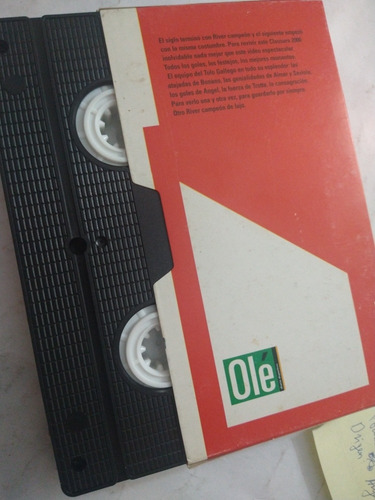 El siglo terminó con River campeón y el siguiente empezó
con la misma costumbre. Para revivir este Clausura 2000
inolvidable nada mejor que este video espectacular.
Todos los goles, los festejos, los mejores momentos.
El equipo del Tolo Gallego en todo su esplendor: las
atajadas de Bonano, las genialidades de Aimar y Saviola,
los goles de Angel, la fuerza de Trotta, la consagración.
Para verlo una y otra vez, para guardarlo por siempre.
Otro River campeón de lujo.
Olé